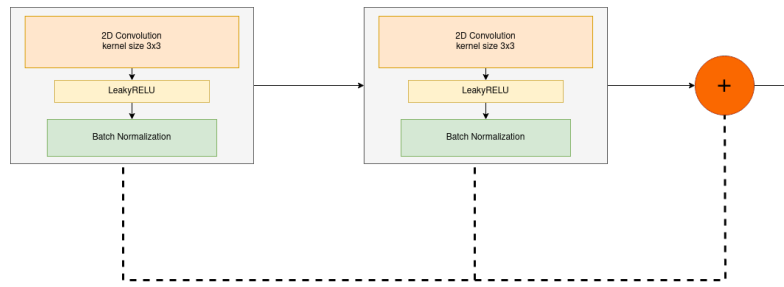 2D Convolution
kernel size 3x3
LeakyRELU
Batch Normalization
2D Convolution
kernel size 3x3
LeakyRELU
Batch Normalization
+